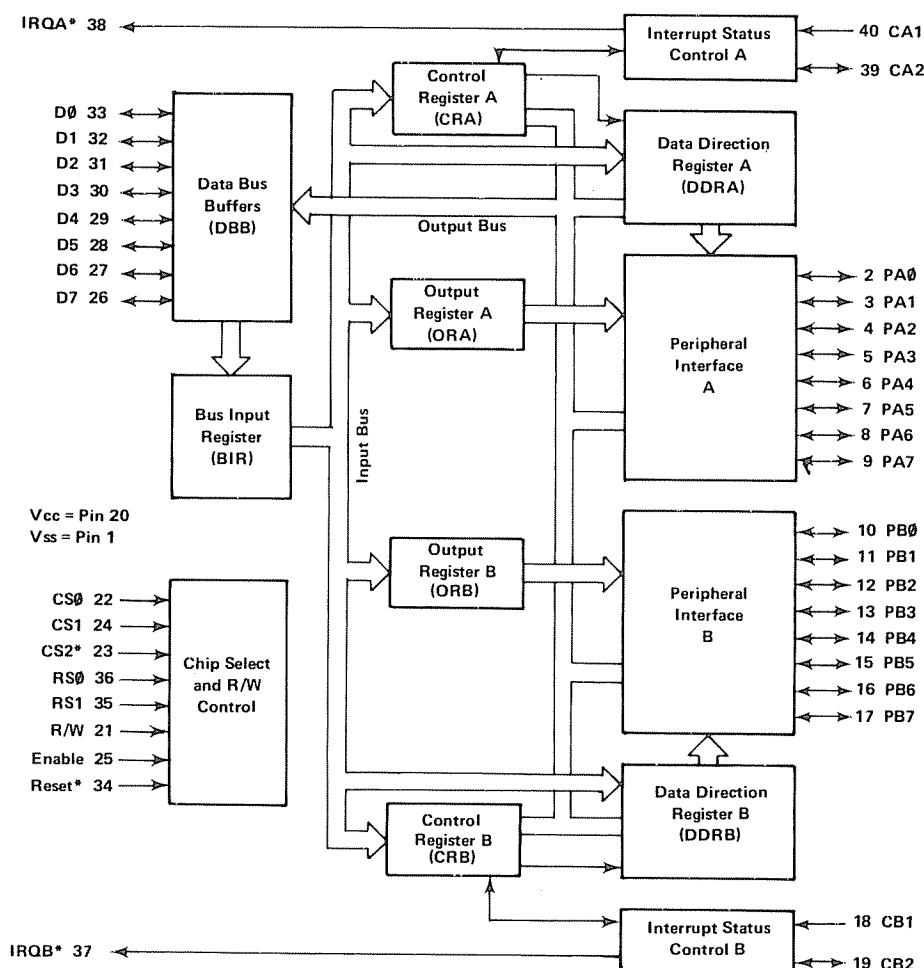 IRQA* 38
Interrupt Status
Control A
40 CA1
39 CA2
Control
Register A
(CRA)
D0 33
D1 32
D2 31
D3 30
D4 29
D5 28
D6 27
D7 26
Data Bus
Buffers
(DBB)
Data Direction
Register A
(DDRA)
Output Bus
Output
Register A
(ORA)
Peripheral
Interface
A
2 PA0
3 PA1
4 PA2
5 PA3
6 PA4
7 PA5
8 PA6
9 PA7
Bus Input
Register
(BIR)
Input Bus
Vcc = Pin 20
Vss = Pin 1
Output
Register B
(ORB)
Peripheral
Interface
B
10 PB0
11 PB1
12 PB2
13 PB3
14 PB4
15 PB5
16 PB6
17 PB7
CS0 22
CS1 24
CS2* 23
RS0 36
RS1 35
R/W 21
Enable 25
Reset* 34
Chip Select
and R/W
Control
Control
Register B
(CRB)
Data Direction
Register B
(DDRB)
Interrupt Status
Control B
18 CB1
19 CB2
IRQB* 37